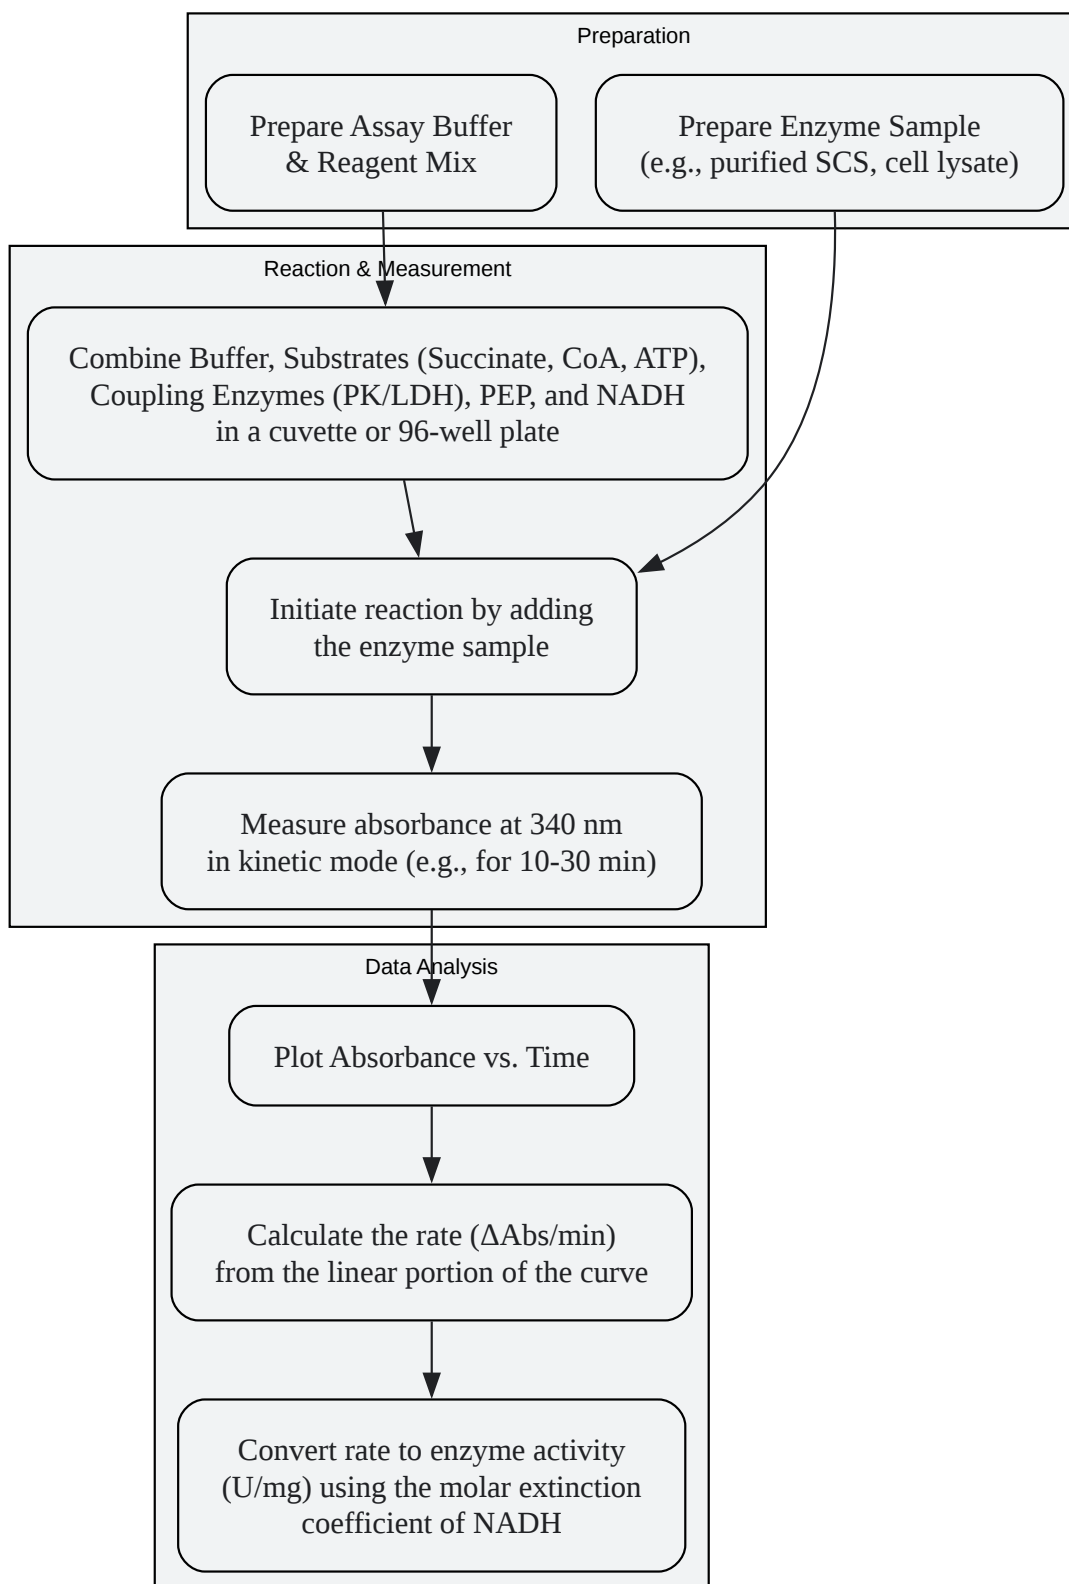 Preparation
Prepare Assay Buffer
& Reagent Mix
Prepare Enzyme Sample
(e.g., purified SCS, cell lysate)
Reaction & Measurement
Combine Buffer, Substrates (Succinate, CoA, ATP),
Coupling Enzymes (PK/LDH), PEP, and NADH
in a cuvette or 96-well plate
Initiate reaction by adding
the enzyme sample
Measure absorbance at 340 nm
in kinetic mode (e.g., for 10-30 min)
Data Analysis
Plot Absorbance vs. Time
Calculate the rate (ΔAbs/min)
from the linear portion of the curve
Convert rate to enzyme activity
(U/mg) using the molar extinction
coefficient of NADH